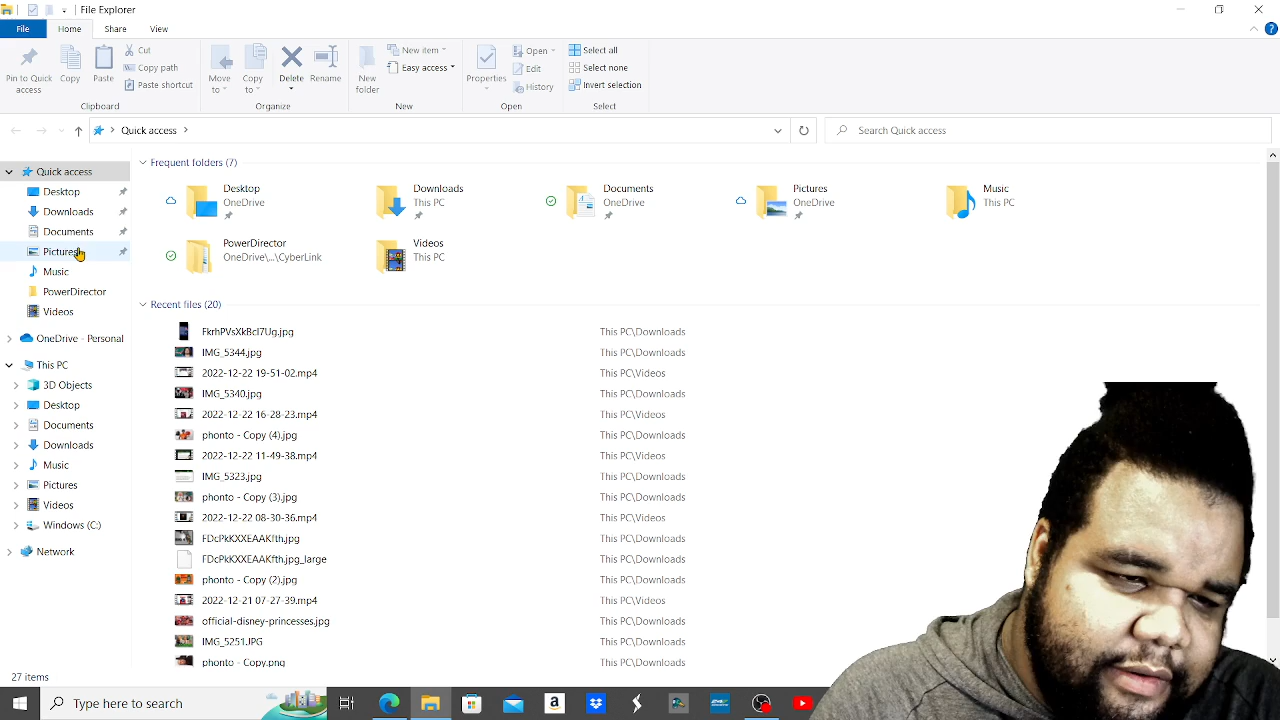 File Explorer
File Home Share View
Pin to Quick access
Copy
Paste
Cut
Copy path
Paste shortcut
Clipboard
Move to
Copy to
Delete
Rename
Organize
New folder
New item
Easy access
New
Properties
Open
Edit
History
Open
Select all
Select none
Invert selection
Select
Quick access
Search Quick access
Quick access
Desktop
Downloads
Documents
Pictures
Music
PowerDirector
Videos
OneDrive - Personal
This PC
3D Objects
Desktop
Documents
Downloads
Music
Pictures
Videos
Windows (C:)
Network
Frequent folders (7)
Desktop
OneDrive
Downloads
This PC
Documents
OneDrive
Pictures
OneDrive
Music
This PC
PowerDirector
OneDrive\...\CyberLink
Videos
This PC
Recent files (20)
FkrhPVsXkBcI7Ug.jpg This PC\Downloads
IMG_5344.jpg This PC\Downloads
2022-12-22 19-51-02.mp4 This PC\Videos
IMG_5340.jpg This PC\Downloads
2022-12-22 16-28-23.mp4 This PC\Videos
phonto - Copy (4).jpg This PC\Downloads
2022-12-22 11-49-38.mp4 This PC\Videos
IMG_5323.jpg This PC\Downloads
phonto - Copy (3).jpg This PC\Downloads
2022-12-22 08-30-36.mp4 This PC\Videos
FDcPkKXXEAAKfth.jpg This PC\Downloads
FDcPkKXXEAAKfth.jpg_large This PC\Downloads
phonto - Copy (2).jpg This PC\Downloads
2022-12-21 07-27-39.mp4 This PC\Videos
official-disney-princesses.jpg This PC\Downloads
IMG_5251.JPG This PC\Downloads
phonto - Copy.png This PC\Downloads
27 items
Type here to search